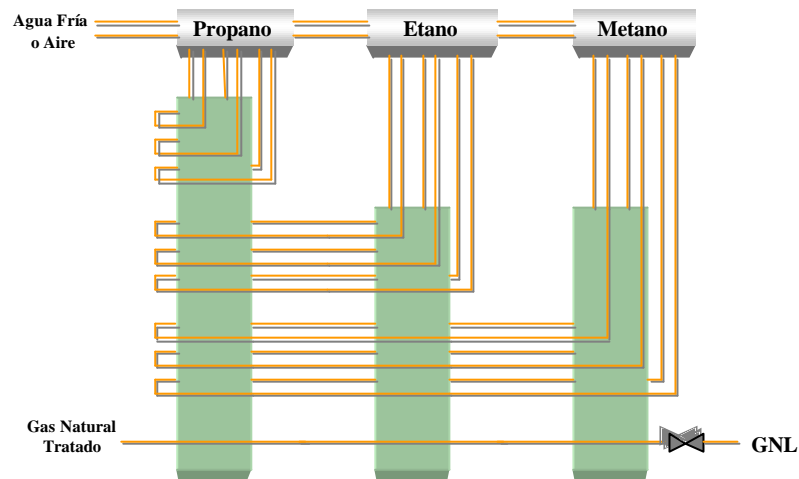 Agua Fría
o Aire
Propano
Etano
Metano
Gas Natural
Tratado
GNL